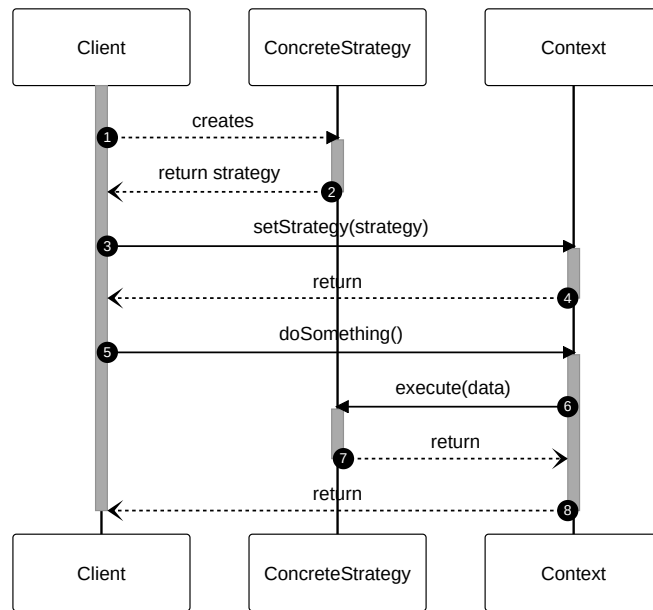 Client
ConcreteStrategy
Context
creates
1
return strategy
2
setStrategy(strategy)
3
return
4
doSomething()
5
execute(data)
6
return
7
return
8
Client
ConcreteStrategy
Context